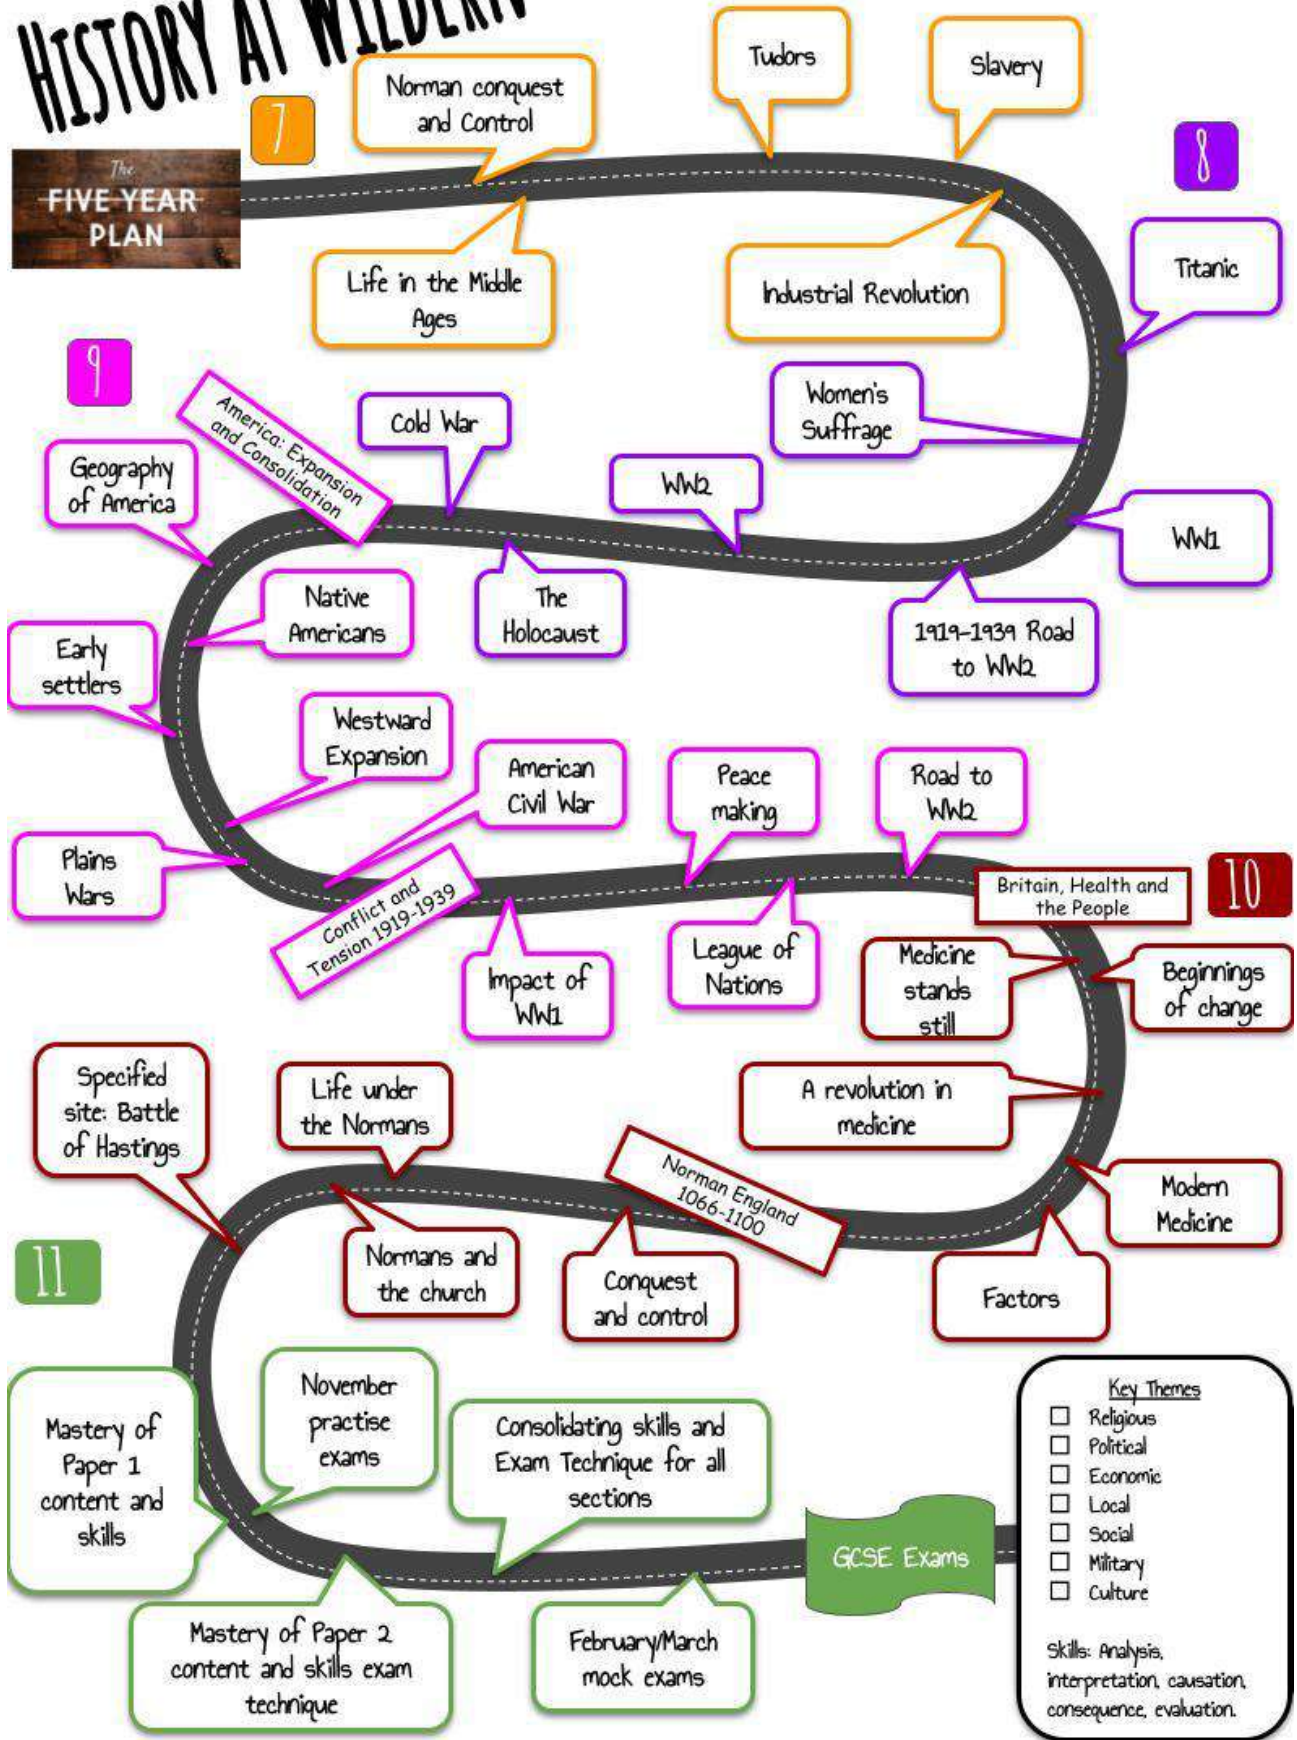 HISTORY AT
The
FIVE YEAR
PLAN
7
Norman conquest
and Control
Life in the Middle
Ages
Tudors
Slavery
Industrial Revolution
8
Titanic
Women's
Suffrage
WW1
1919-1939 Road
to WW2
WW2
The
Holocaust
Cold War
9
America: Expansion
and Consolidation
Geography
of America
Native
Americans
Early
settlers
Westward
Expansion
Plains
Wars
American
Civil War
Conflict and
Tension 1919-1939
Impact of
WW1
Peace
making
League of
Nations
Road to
WW2
10
Britain, Health and
the People
Medicine
stands
still
Beginnings
of change
A revolution in
medicine
Modern
Medicine
Factors
Norman England
1066-1100
Conquest
and control
Life under
the Normans
Normans and
the church
Specified
site: Battle
of Hastings
11
Mastery of
Paper 1
content and
skills
November
practise
exams
Mastery of Paper 2
content and skills exam
technique
Consolidating skills and
Exam Technique for all
sections
February/March
mock exams
GCSE Exams
Key Themes
Religious
Political
Economic
Local
Social
Military
Culture
Skills: Analysis,
interpretation, causation,
consequence, evaluation.